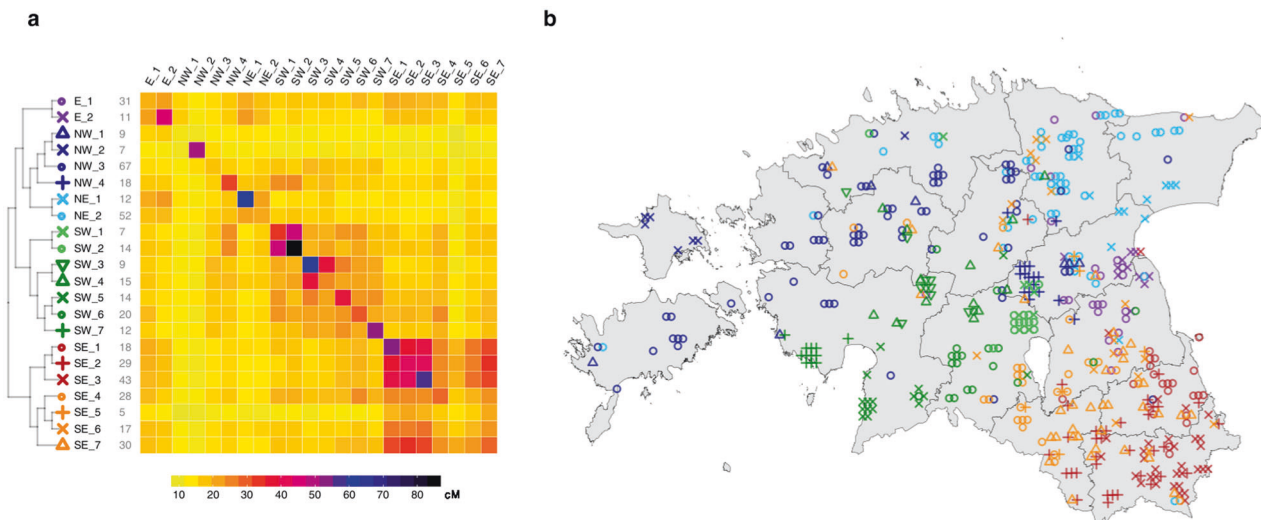 a
b
E_1 E_2 NW_1 NW_2 NW_3 NW_4 NE_1 NE_2 SW_1 SW_2 SW_3 SW_4 SW_5 SW_6 SW_7 SE_1 SE_2 SE_3 SE_4 SE_5 SE_6 SE_7
E_1 31
E_2 11
NW_1 9
NW_2 7
NW_3 67
NW_4 18
NE_1 12
NE_2 52
SW_1 7
SW_2 14
SW_3 9
SW_4 15
SW_5 14
SW_6 20
SW_7 12
SE_1 18
SE_2 29
SE_3 43
SE_4 28
SE_5 5
SE_6 17
SE_7 30
10 20 30 40 50 60 70 80 cM